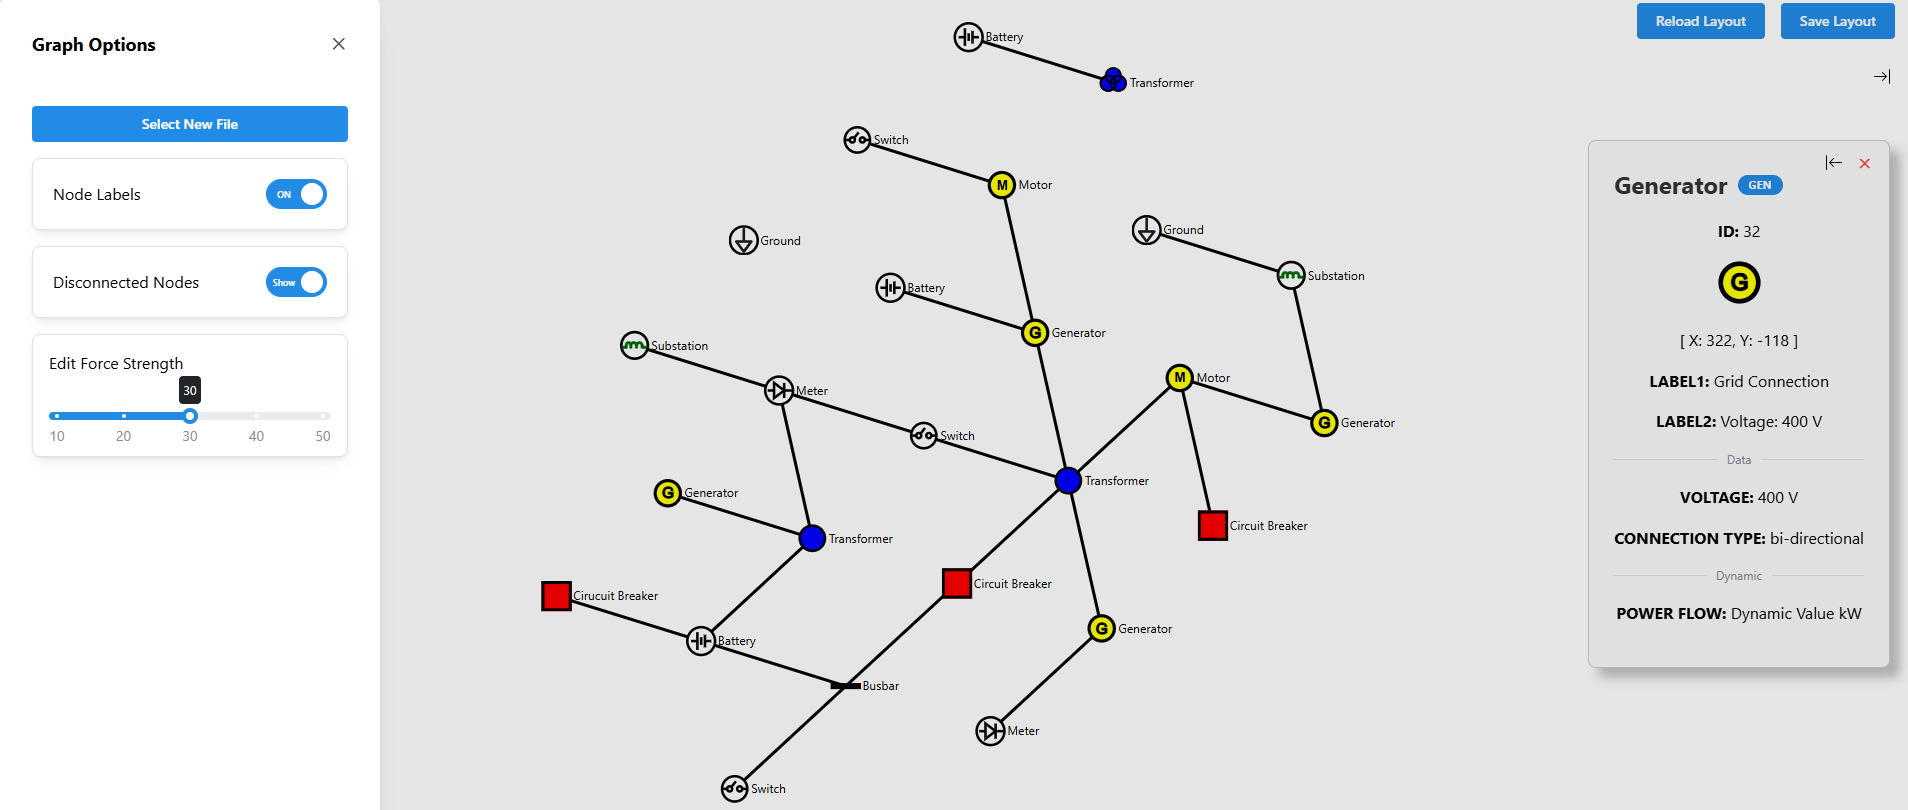 Graph Options
Select New File
Node Labels
ON
Disconnected Nodes
Show
Edit Force Strength
30
10 20 30 40 50
Battery
Transformer
Switch
M Motor
Ground
Ground
Substation
Battery
G Generator
Substation
Meter
M Motor
G Generator
Switch
Transformer
G Generator
Circuit Breaker
Transformer
Circuit Breaker
Cirucuit Breaker
G Generator
Battery
Busbar
Meter
Switch
Reload Layout Save Layout
Generator GEN
ID: 32
G
[ X: 322, Y: -118 ]
LABEL1: Grid Connection
LABEL2: Voltage: 400 V
Data
VOLTAGE: 400 V
CONNECTION TYPE: bi-directional
Dynamic
POWER FLOW: Dynamic Value kW